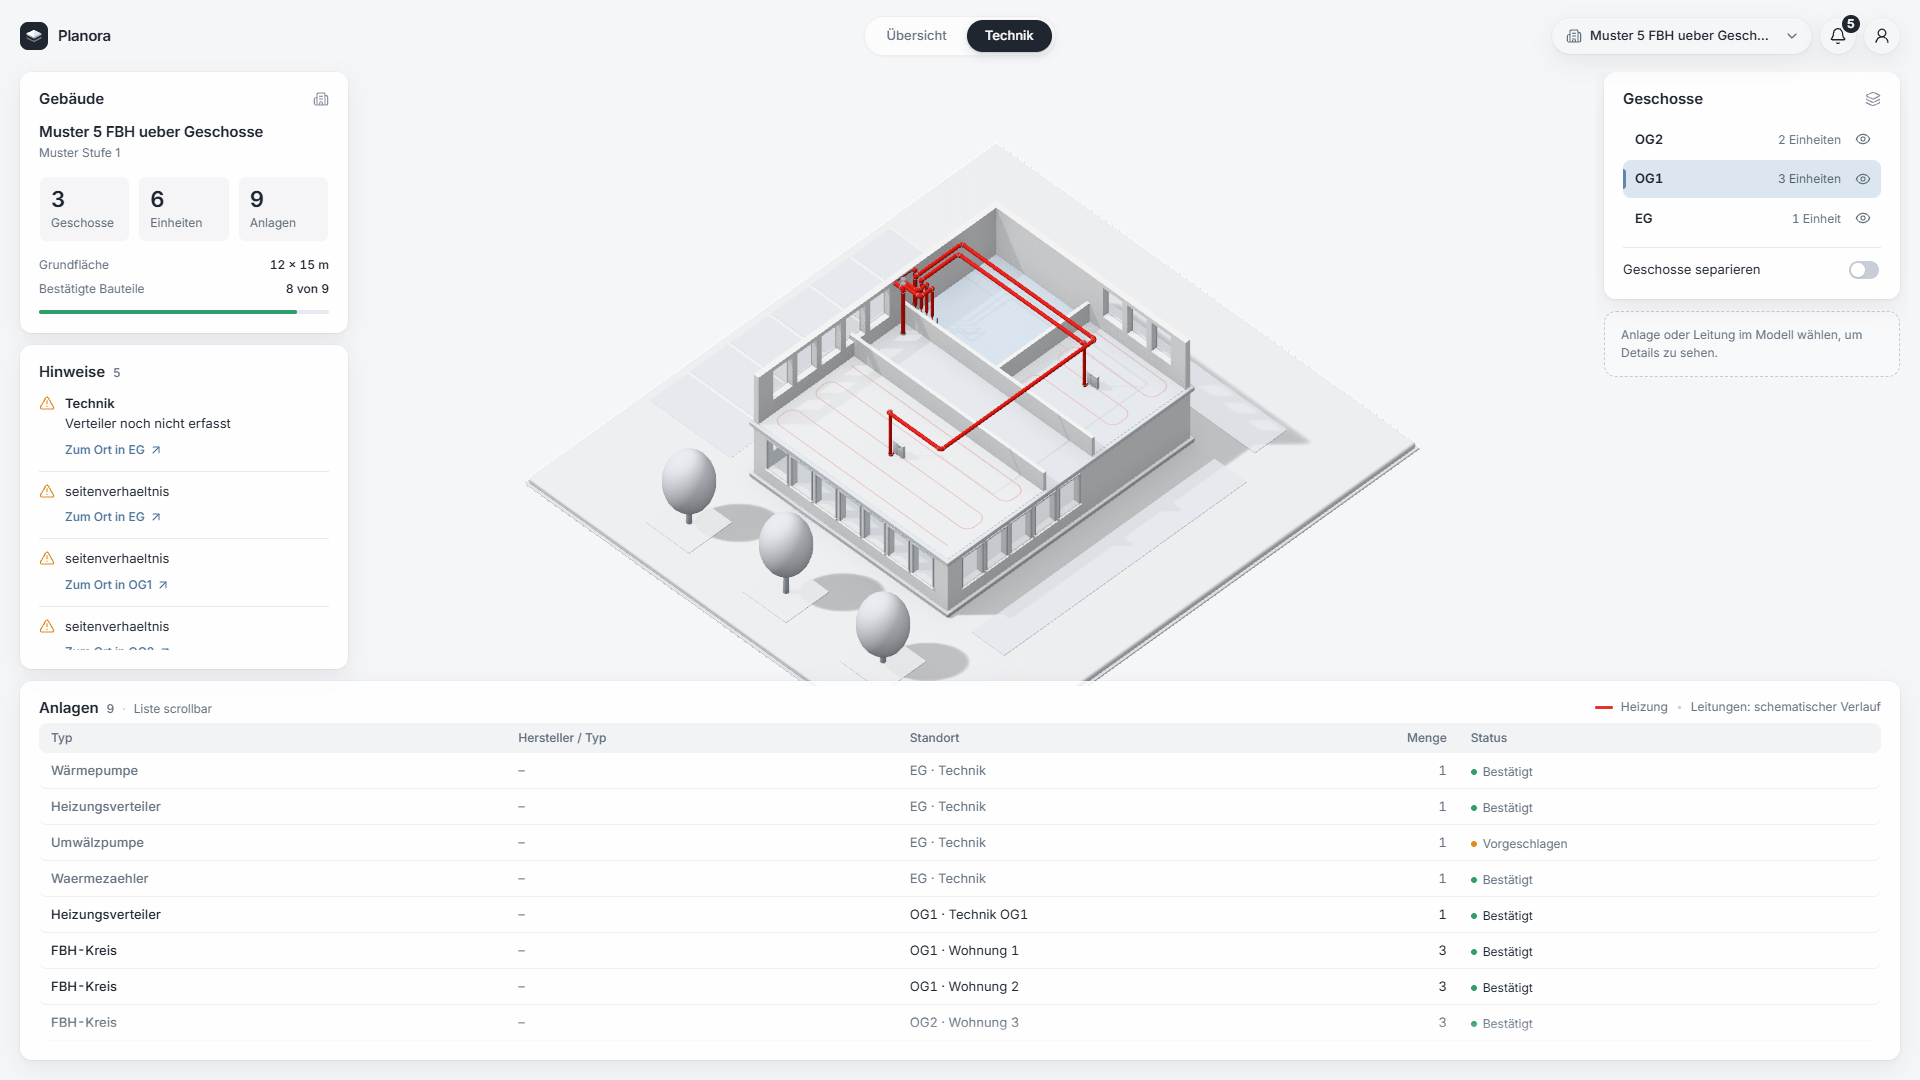 Planora
Übersicht
Technik
Muster 5 FBH ueber Gesch...
5
Gebäude
Muster 5 FBH ueber Geschosse
Muster Stufe 1
3
Geschosse
6
Einheiten
9
Anlagen
Grundfläche
12 × 15 m
Bestätigte Bauteile
8 von 9
Hinweise 5
Technik
Verteiler noch nicht erfasst
Zum Ort in EG
seitenverhaeltnis
Zum Ort in EG
seitenverhaeltnis
Zum Ort in OG1
seitenverhaeltnis
Geschosse
OG2 2 Einheiten
OG1 3 Einheiten
EG 1 Einheit
Geschosse separieren
Anlage oder Leitung im Modell wählen, um
Details zu sehen.
Anlagen 9 · Liste scrollbar
Heizung • Leitungen: schematischer Verlauf
Typ Hersteller / Typ Standort Menge Status
Wärmepumpe – EG · Technik 1 Bestätigt
Heizungsverteiler – EG · Technik 1 Bestätigt
Umwälzpumpe – EG · Technik 1 Vorgeschlagen
Waermezaehler – EG · Technik 1 Bestätigt
Heizungsverteiler – OG1 · Technik OG1 1 Bestätigt
FBH-Kreis – OG1 · Wohnung 1 3 Bestätigt
FBH-Kreis – OG1 · Wohnung 2 3 Bestätigt
FBH-Kreis – OG2 · Wohnung 3 3 Bestätigt